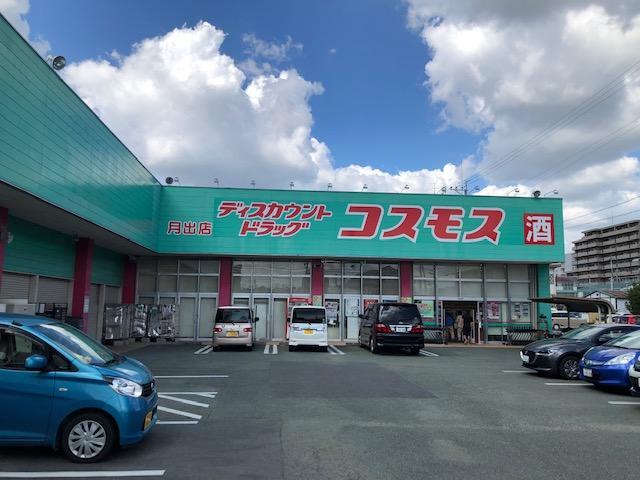 月出店
ディスカウント
ドラッグ
コスモス
酒